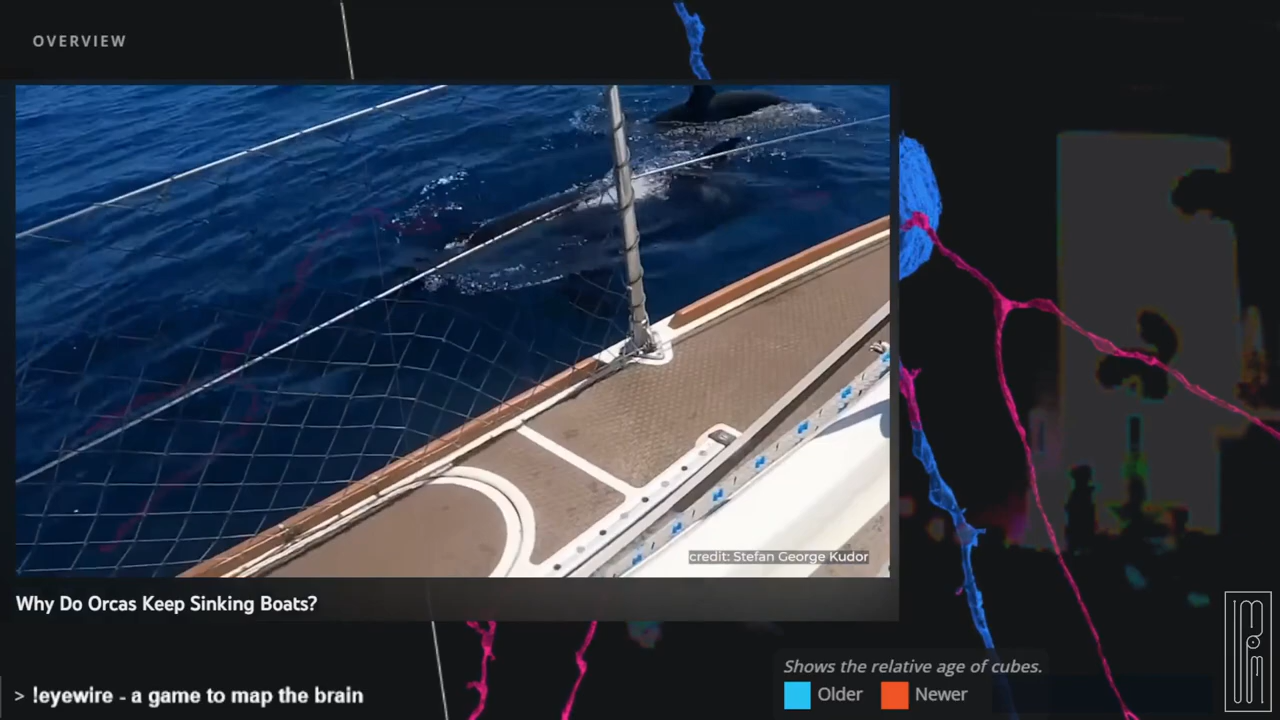 OVERVIEW
credit: Stefan George Kudor
Why Do Orcas Keep Sinking Boats?
Shows the relative age of cubes.
Older Newer
> !eyewire - a game to map the brain